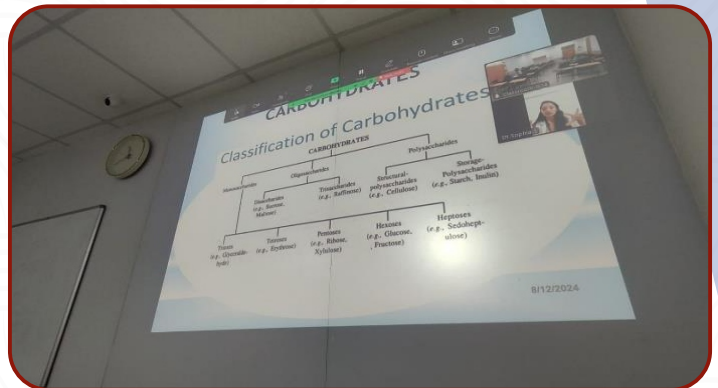 CARBOHYDRATES
Classification of Carbohydrates
CARBOHYDRATES
Monosaccharides
Oligosaccharides
Polysaccharides
Disaccharides
(e.g., Sucrose,
Maltose)
Trisaccharides
(e.g., Raffinose)
Structural-
polysaccharides
(e.g., Cellulose)
Storage-
Polysaccharides
(e.g., Starch, Inulin)
Trioses
(e.g., Glyceralde-
hyde)
Tetroses
(e.g., Erythrose)
Pentoses
(e.g., Ribose,
Xylulose)
Hexoses
(e.g., Glucose,
, Fructose)
Heptoses
(e.g., Sedohept-
ulose)
8/12/2024